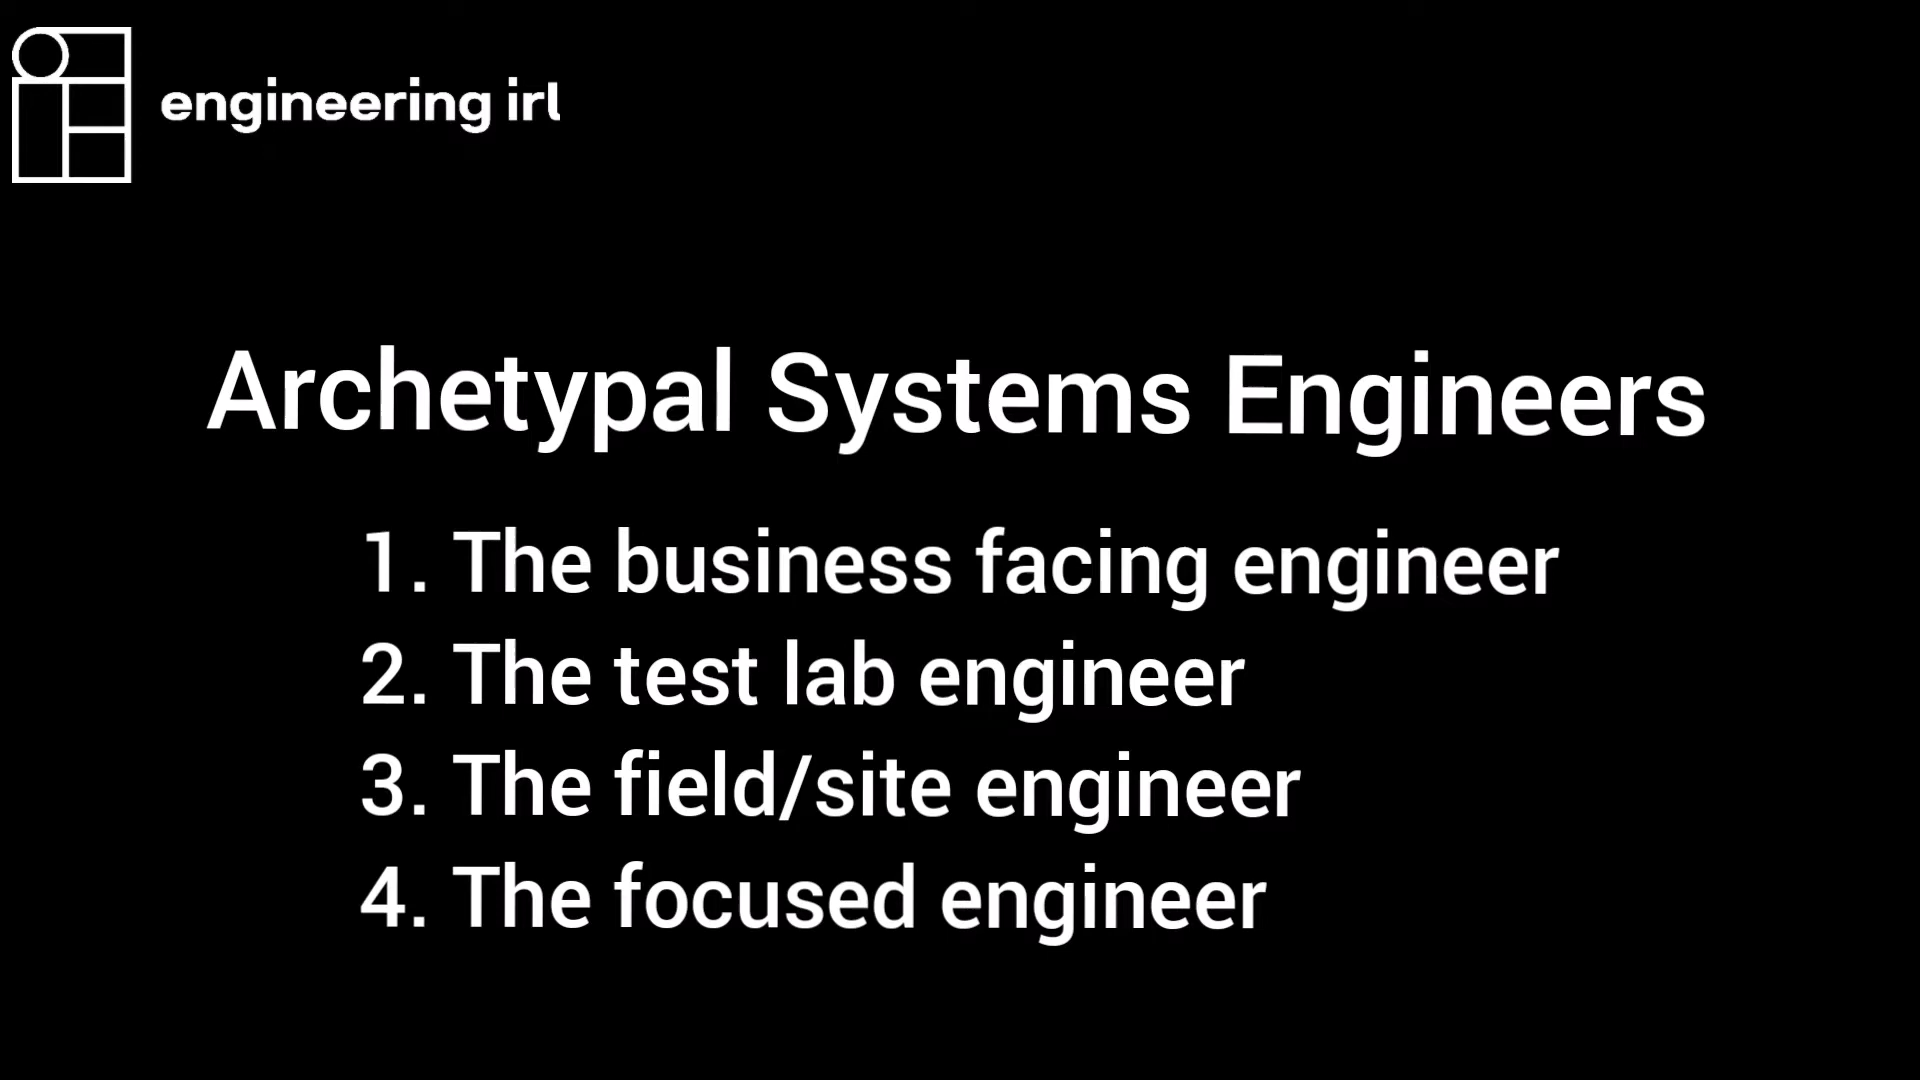 engineering irl
Archetypal Systems Engineers
1. The business facing engineer
2. The test lab engineer
3. The field/site engineer
4. The focused engineer